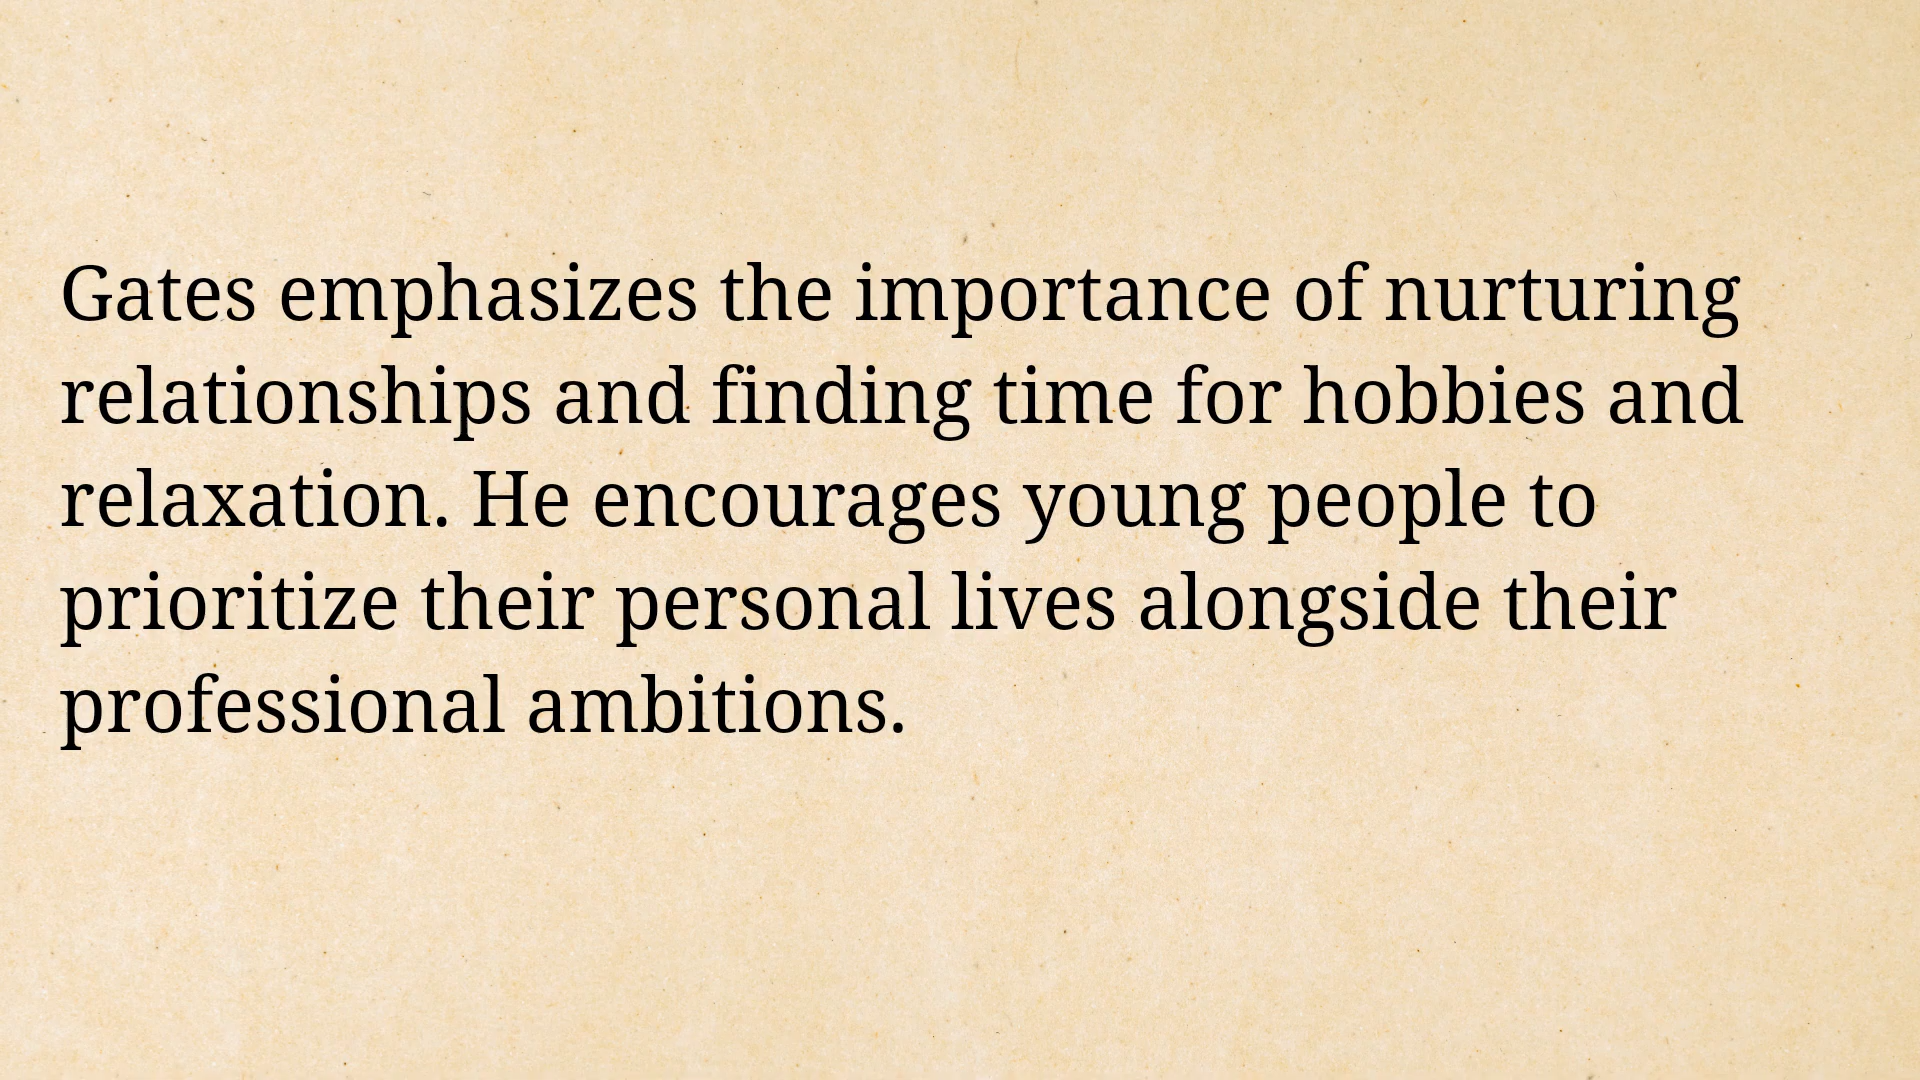 Gates emphasizes the importance of nurturing
relationships and finding time for hobbies and
relaxation. He encourages young people to
prioritize their personal lives alongside their
professional ambitions.